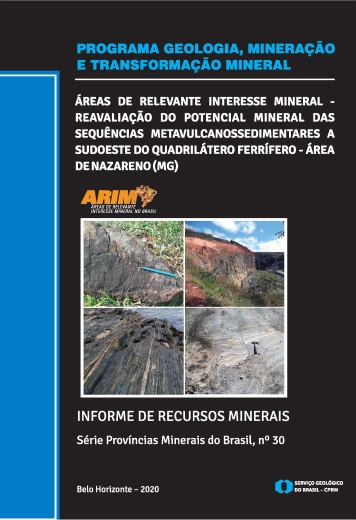 PROGRAMA GEOLOGIA, MINERAÇÃO
E TRANSFORMAÇÃO MINERAL
ÁREAS DE RELEVANTE INTERESSE MINERAL -
REAVALIAÇÃO DO POTENCIAL MINERAL DAS
SEQUÊNCIAS METAVULCANOSSEDIMENTARES A
SUDOESTE DO QUADRILÁTERO FERRÍFERO - ÁREA
DE NAZARENO (MG)
ARIM
ÁREAS DE RELEVANTE
INTERESSE MINERAL NO BRASIL
INFORME DE RECURSOS MINERAIS
Série Províncias Minerais do Brasil, nº 30
Belo Horizonte – 2020
SERVIÇO GEOLÓGICO
DO BRASIL – CPRM